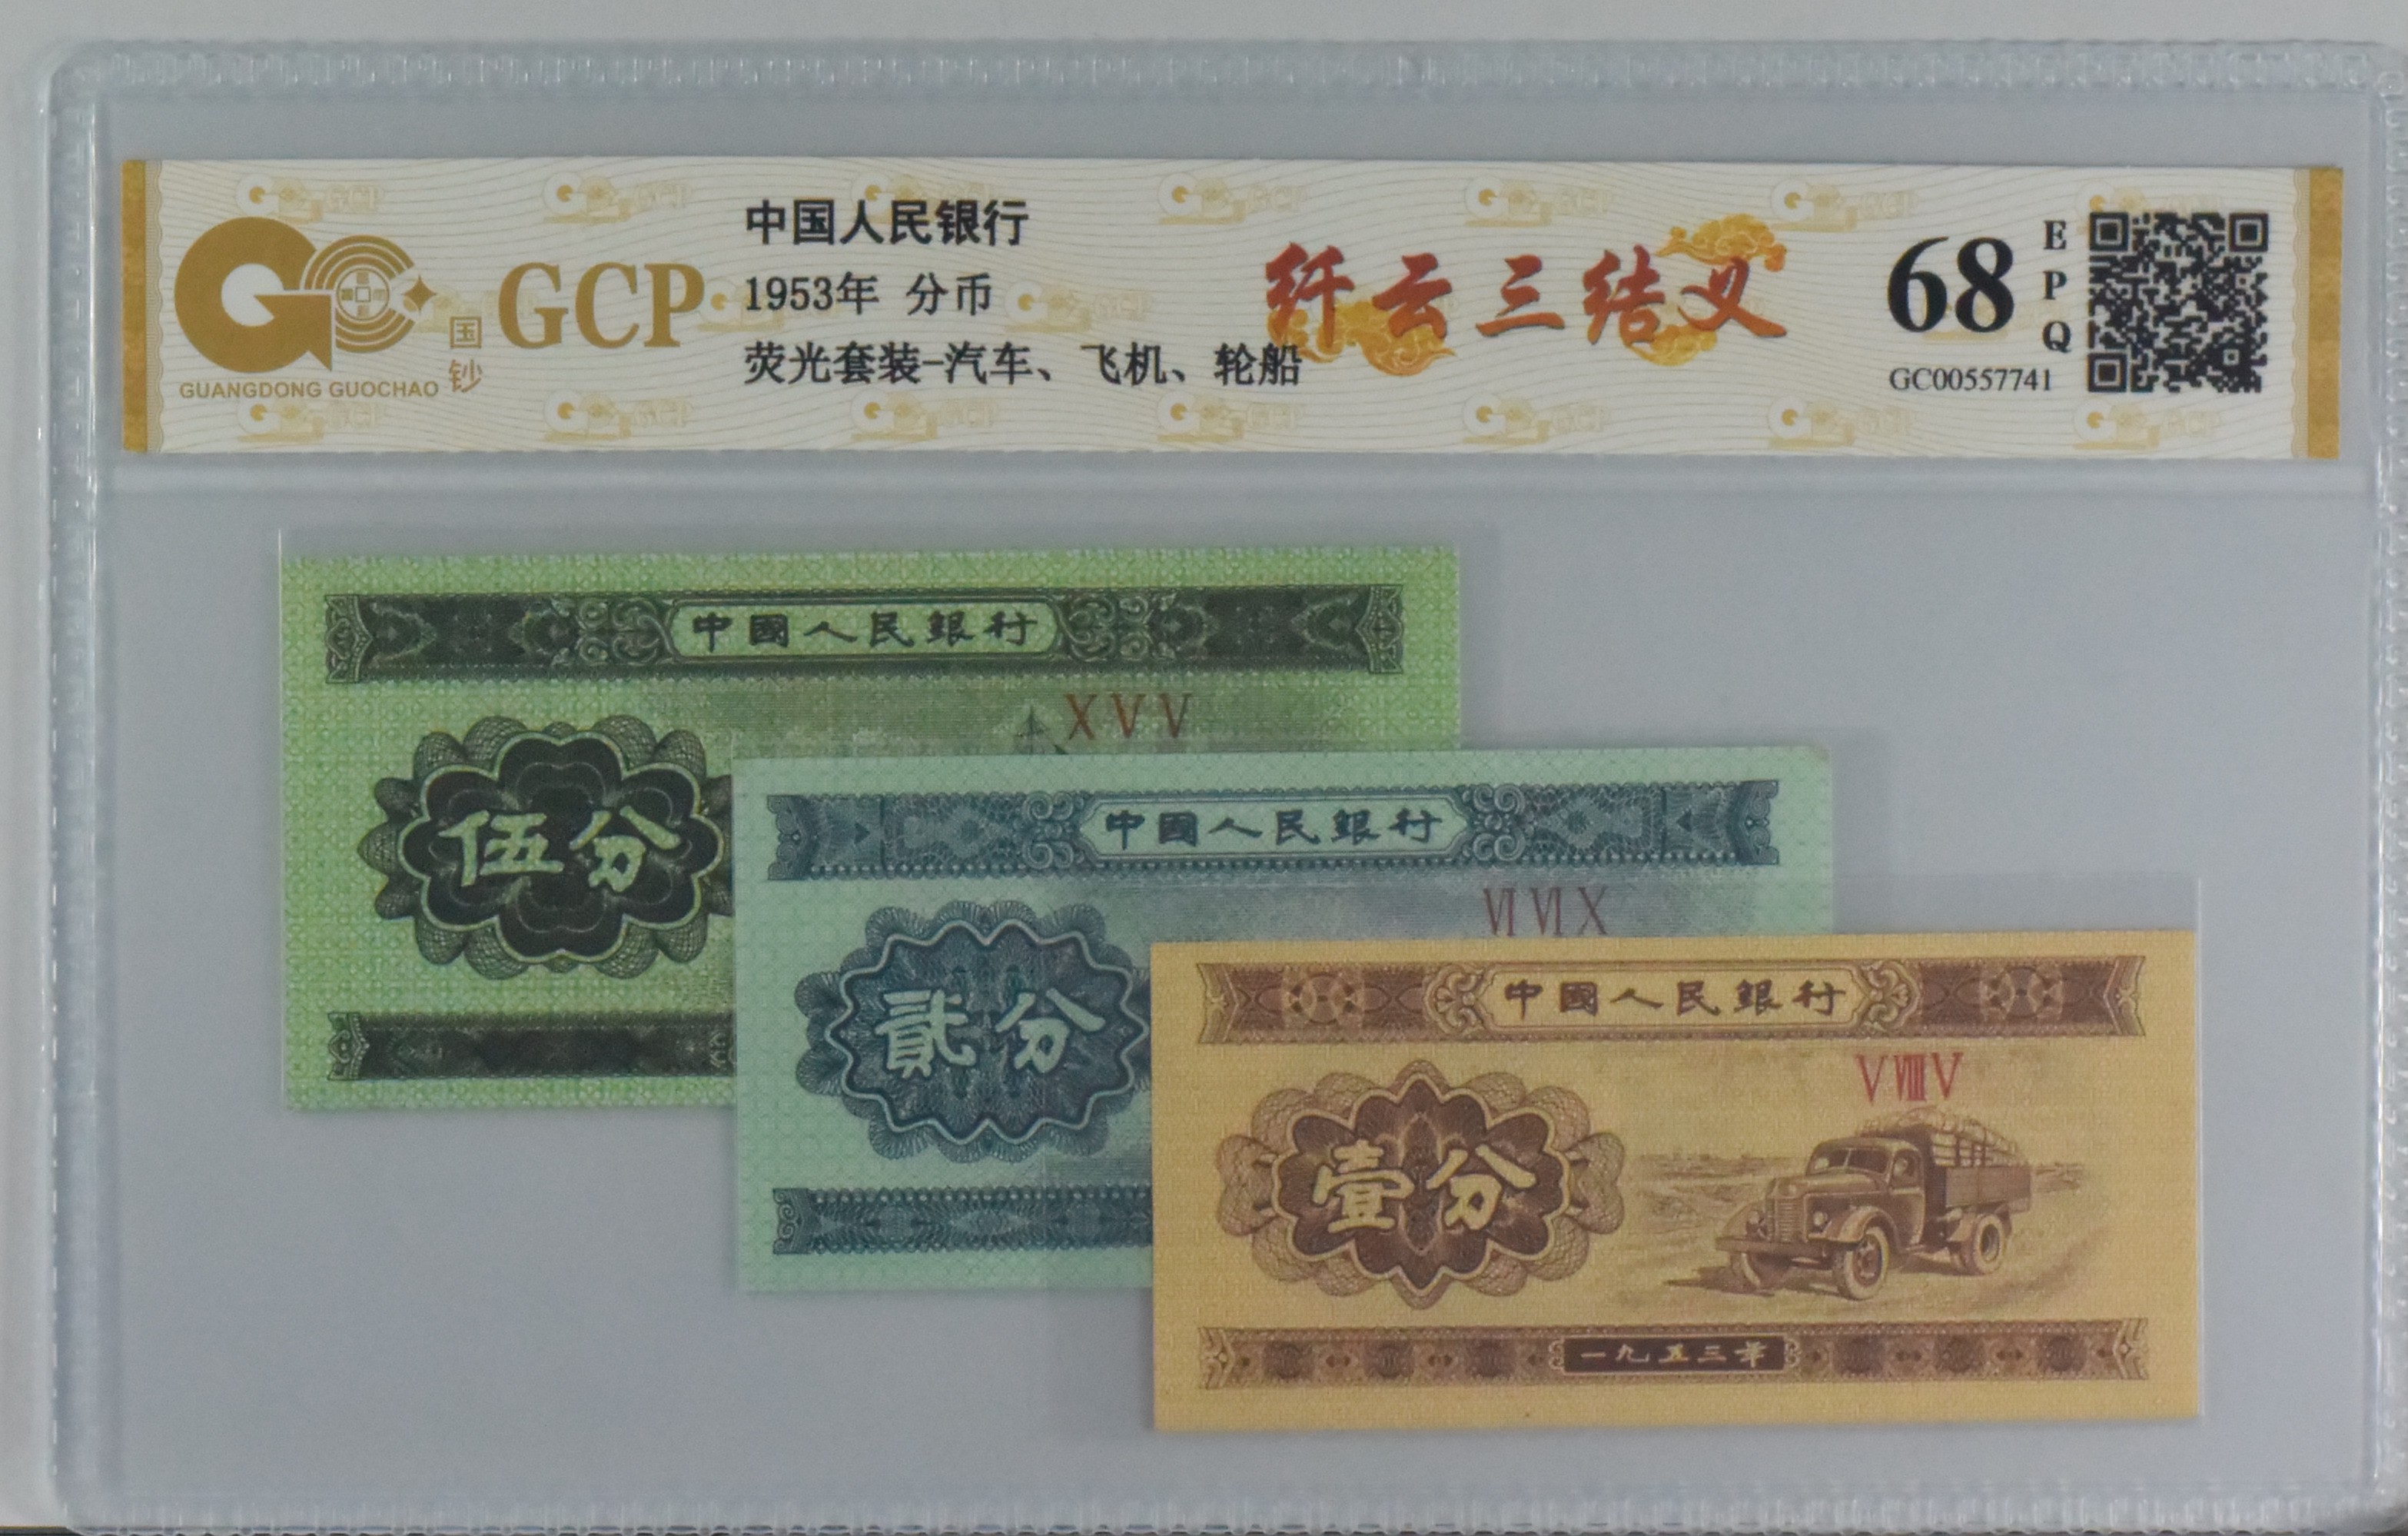 GCP
国钞
GUANGDONG GUOCHAO
中国人民银行
1953年 分币
荧光套装-汽车、飞机、轮船
纤云三结义
68
EPQ
GC00557741
中國人民銀行
XVV
伍分
中國人民銀行
ⅥⅥX
貳分
中國人民銀行
VⅧV
壹分
一九五三年